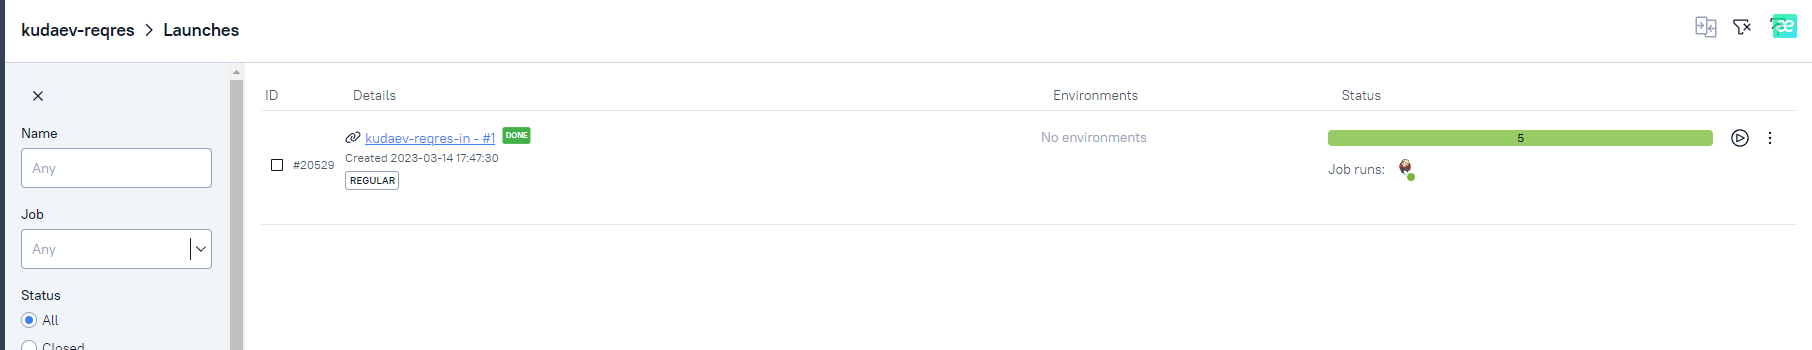 kudaev-reqres > Launches
æ
Name
Any
Job
Any
Status
All
Closed
ID Details Environments Status
kudaev-reqres-in - #1 DONE
No environments
5
#20529
Created 2023-03-14 17:47:30
REGULAR
Job runs: